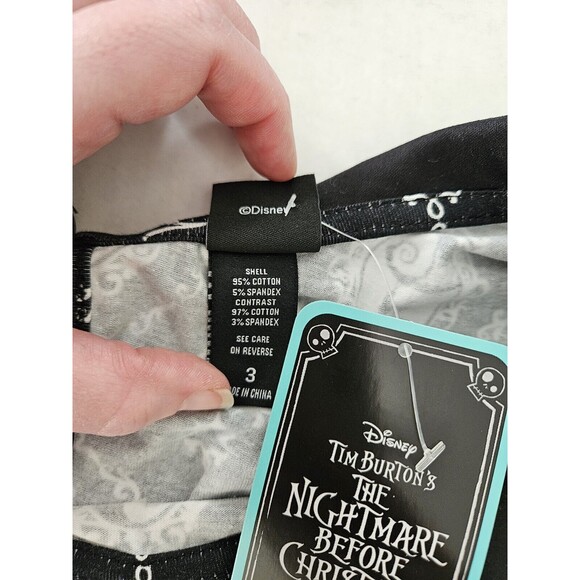 ©Disney
SHELL
95% COTTON
5% SPANDEX
CONTRAST
97% COTTON
3% SPANDEX
SEE CARE
ON REVERSE
3
DE IN CHINA
Disney
TIM BURTON'S
THE
NIGHTMARE
BEFORE
CHRIST